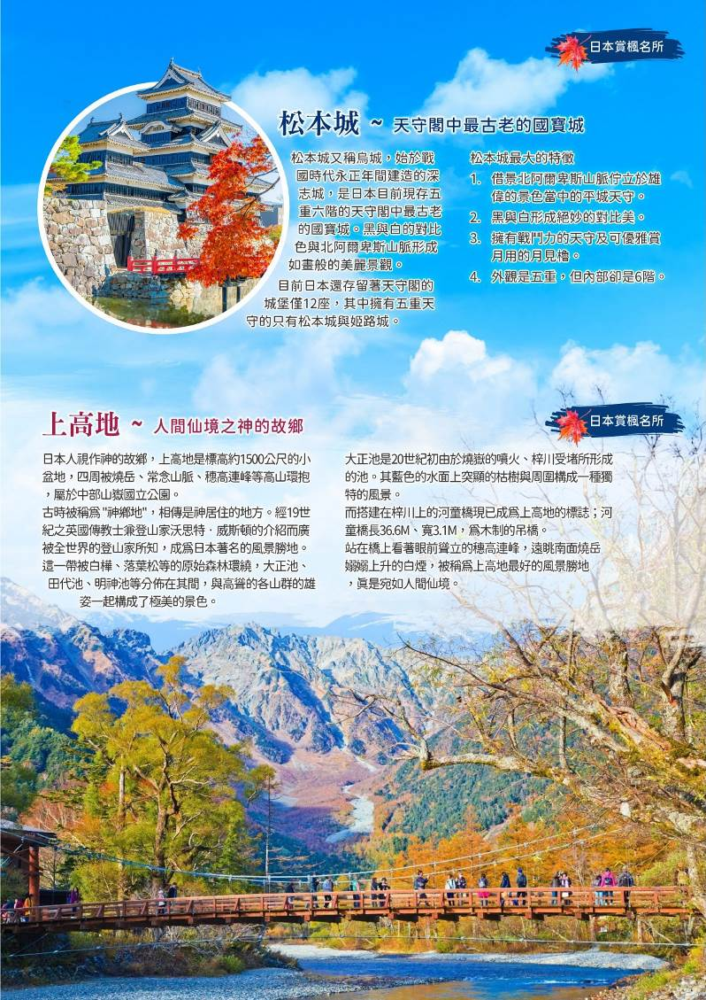 日本賞楓名所
松本城 ~ 天守閣中最古老的國寶城
松本城又稱烏城，始於戰
國時代永正年間建造的深
志城，是日本目前現存五
重六階的天守閣中最古老
的國寶城。黑與白的對比
色與北阿爾卑斯山脈形成
如畫般的美麗景觀。
目前日本還存留著天守閣的
城堡僅12座，其中擁有五重天
守的只有松本城與姬路城。
松本城最大的特徵
1. 借景北阿爾卑斯山脈佇立於雄
偉的景色當中的平城天守。
2. 黑與白形成絕妙的對比美。
3. 擁有戰鬥力的天守及可優雅賞
月用的月見櫓。
4. 外觀是五重，但內部卻是6階。
日本賞楓名所
上高地 ~ 人間仙境之神的故鄉
日本人視作神的故鄉，上高地是標高約1500公尺的小
盆地，四周被燒岳、常念山脈、穗高連峰等高山環抱
，屬於中部山嶽國立公園。
古時被稱爲"神鄉地"，相傳是神居住的地方。經19世
紀之英國傳教士兼登山家沃思特．威斯頓的介紹而廣
被全世界的登山家所知，成爲日本著名的風景勝地。
這一帶被白樺、落葉松等的原始森林環繞，大正池、
田代池、明神池等分佈在其間，與高聳的各山群的雄
姿一起構成了極美的景色。
大正池是20世紀初由於燒嶽的噴火、梓川受堵所形成
的池。其藍色的水面上突顯的枯樹與周圍構成一種獨
特的風景。
而搭建在梓川上的河童橋現已成爲上高地的標誌；河
童橋長36.6M、寬3.1M，爲木制的吊橋。
站在橋上看著眼前聳立的穗高連峰，遠眺南面燒岳
嫋嫋上升的白煙，被稱爲上高地最好的風景勝地
，眞是宛如人間仙境。